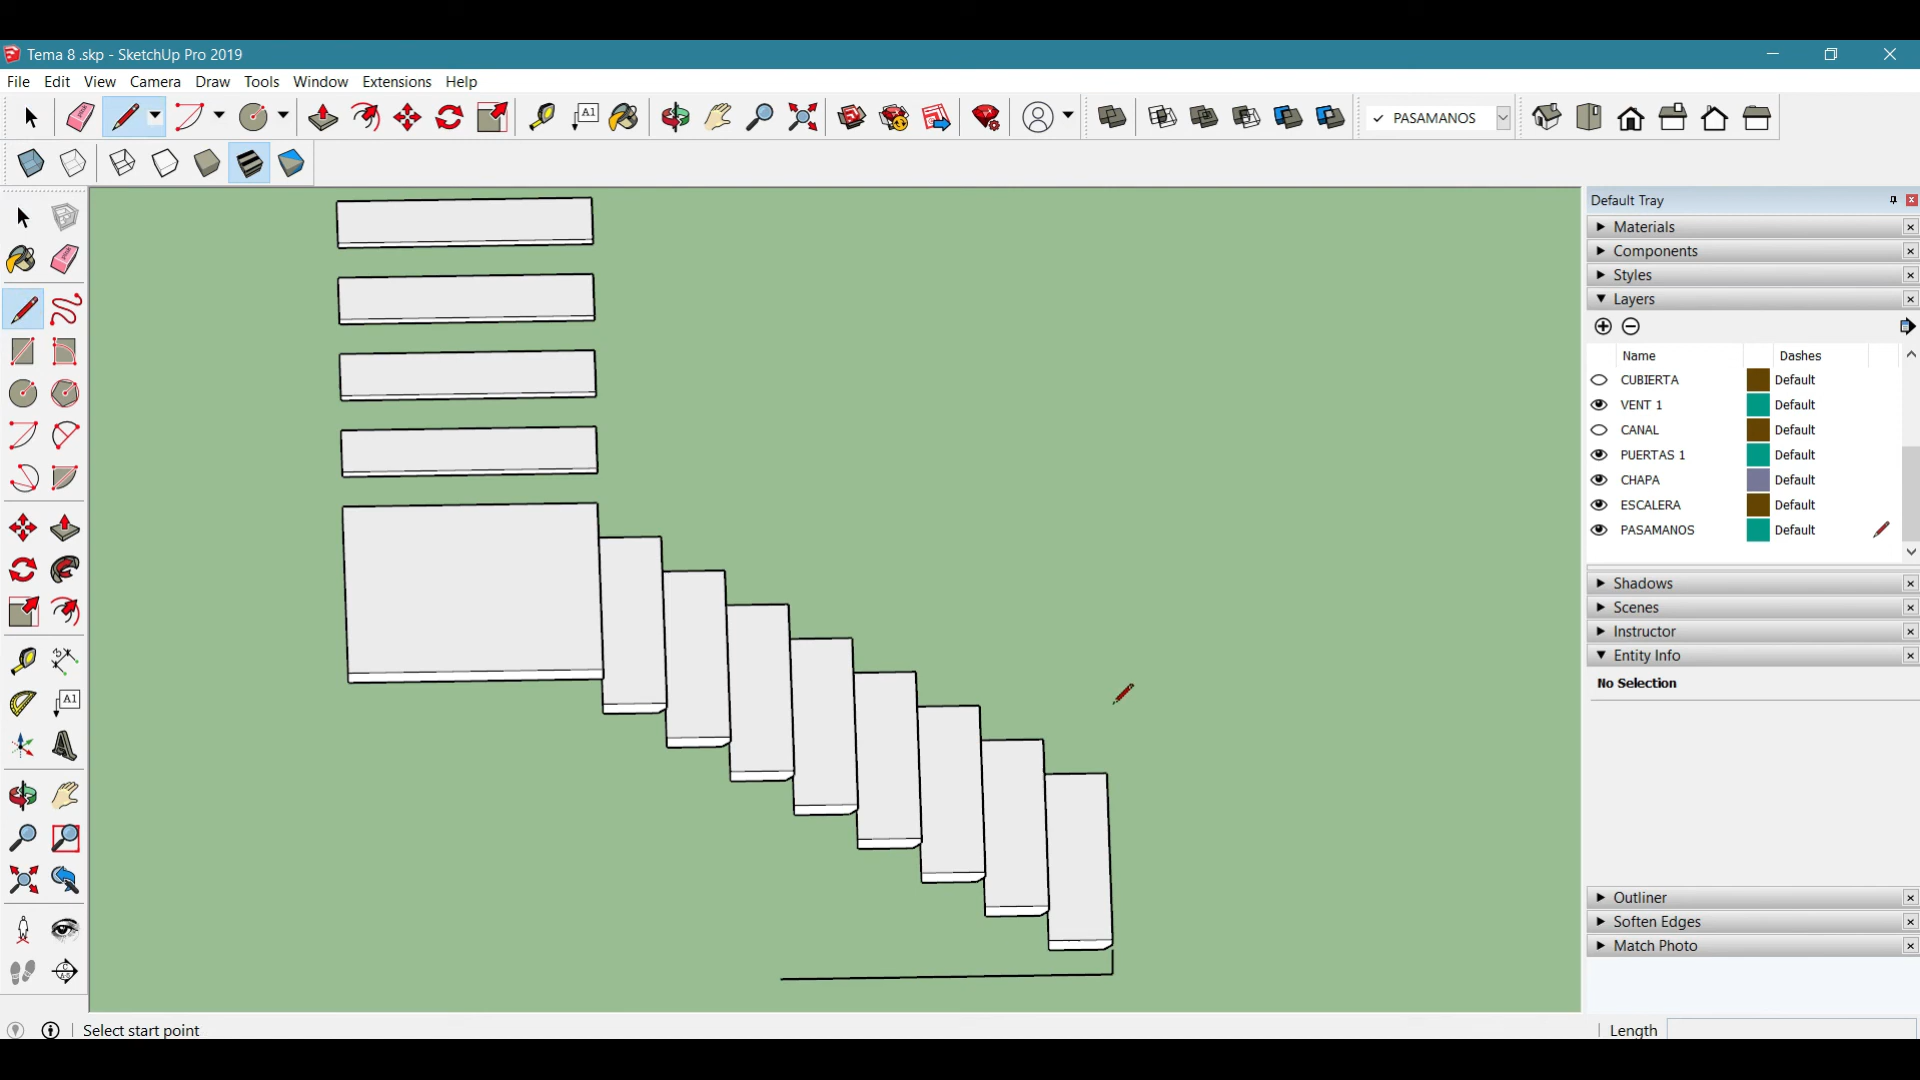 Tema 8 .skp - SketchUp Pro 2019
File Edit View Camera Draw Tools Window Extensions Help
A1
✓ PASAMANOS
Default Tray
Materials
Components
Styles
Layers
Name Dashes
CUBIERTA Default
VENT 1 Default
CANAL Default
PUERTAS 1 Default
CHAPA Default
ESCALERA Default
PASAMANOS Default
Shadows
Scenes
Instructor
Entity Info
No Selection
A1
Outliner
Soften Edges
Match Photo
Select start point
Length